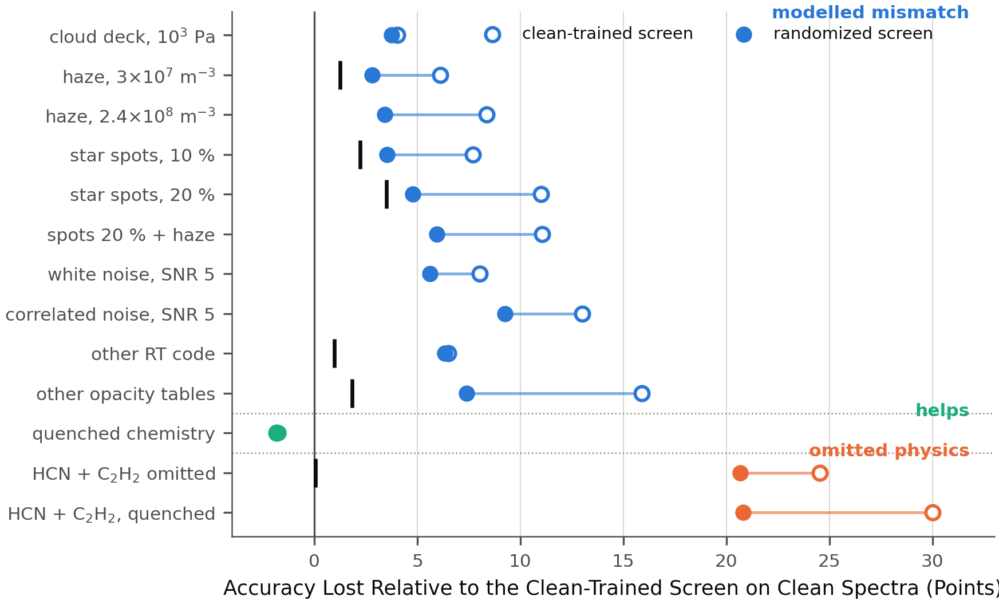 modelled mismatch
cloud deck, 10³ Pa
clean-trained screen
randomized screen
haze, 3×10⁷ m⁻³
haze, 2.4×10⁸ m⁻³
star spots, 10 %
star spots, 20 %
spots 20 % + haze
white noise, SNR 5
correlated noise, SNR 5
other RT code
other opacity tables
helps
quenched chemistry
omitted physics
HCN + C₂H₂ omitted
HCN + C₂H₂, quenched
0 5 10 15 20 25 30
Accuracy Lost Relative to the Clean-Trained Screen on Clean Spectra (Points)